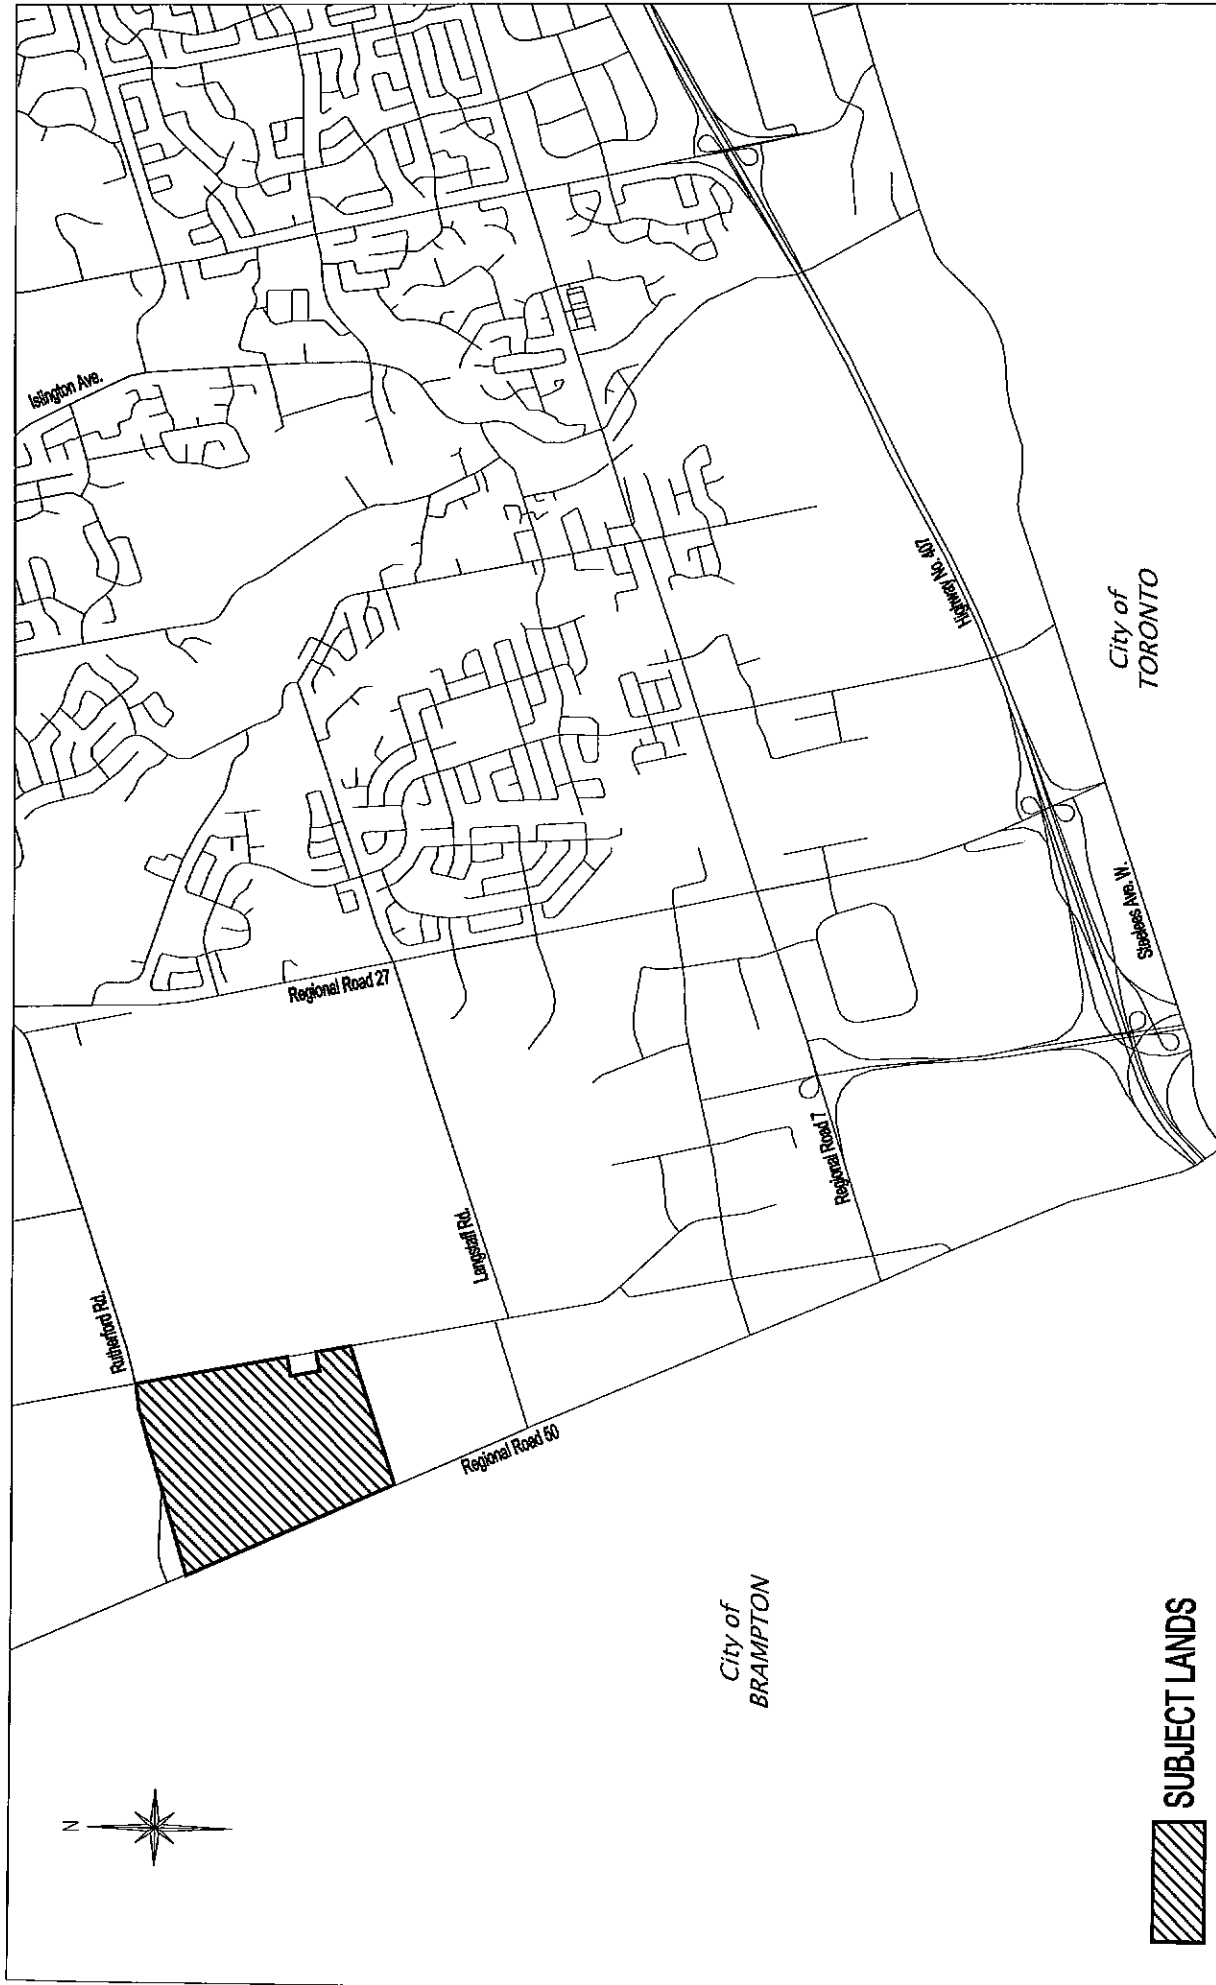 Islington Ave.
Highway No. 407
City of
TORONTO
Steeles Ave. W.
Regional Road 27
Regional Road 7
Langstaff Rd.
Rutherford Rd.
Regional Road 50
City of
BRAMPTON
N
SUBJECT LANDS